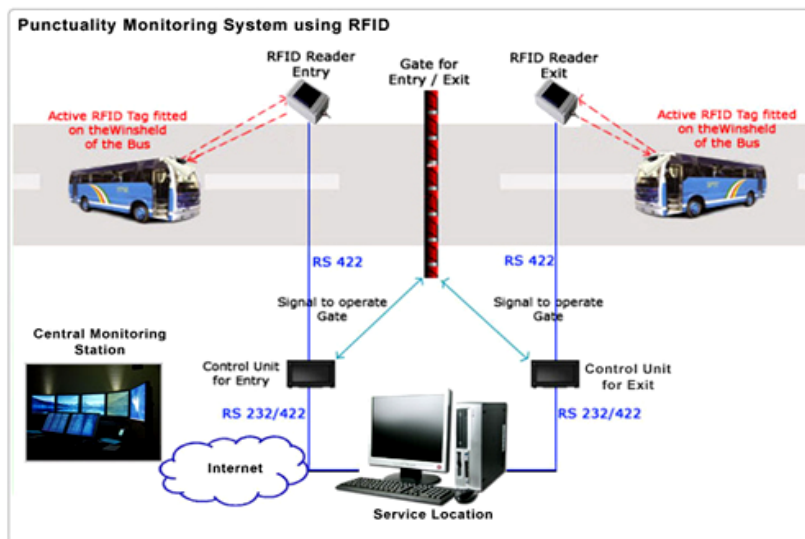 Punctuality Monitoring System using RFID
RFID Reader
Entry
Gate for
Entry / Exit
RFID Reader
Exit
Active RFID Tag fitted
on theWinsheld
of the Bus
Active RFID Tag fitted
on theWinsheld
of the Bus
RS 422
RS 422
Signal to operate
Gate
Signal to operate
Gate
Central Monitoring
Station
Control Unit
for Entry
Control Unit
for Exit
RS 232/422
RS 232/422
Internet
Service Location